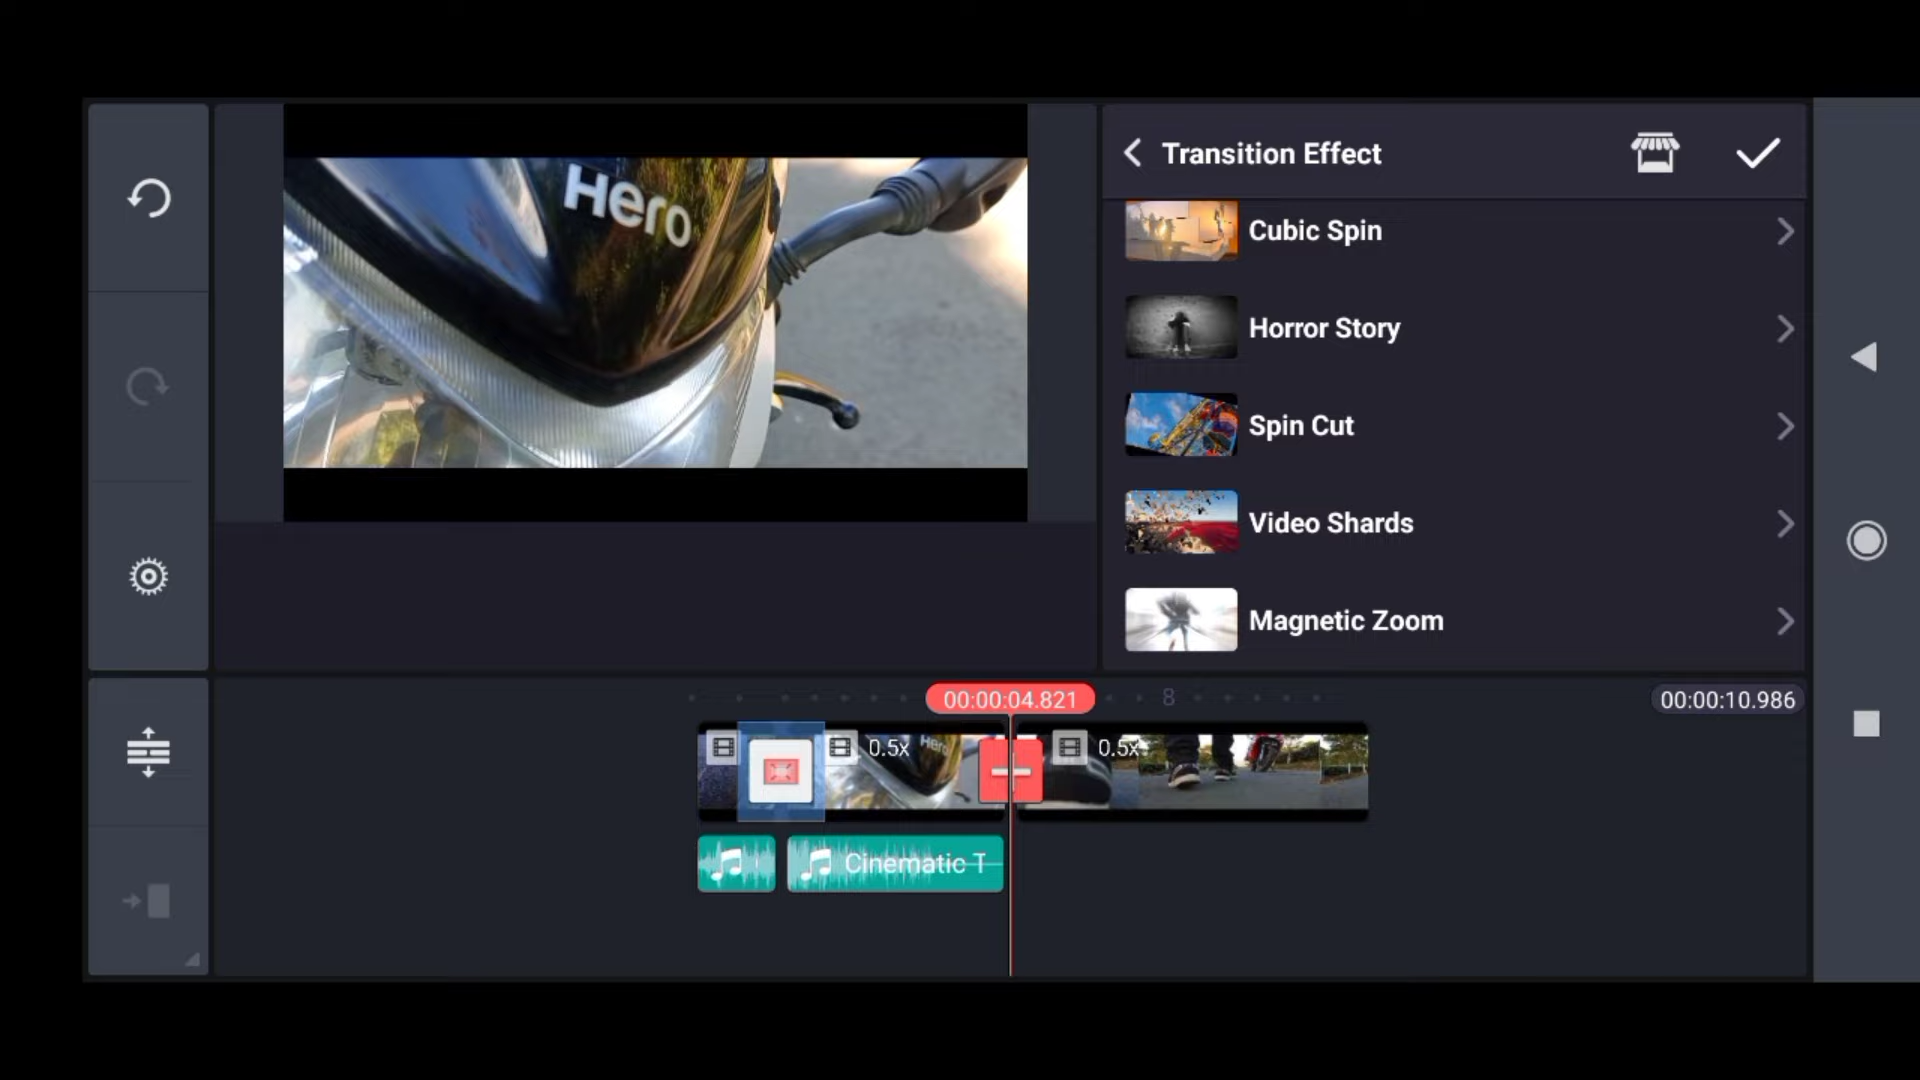 Hero
Transition Effect
Cubic Spin
Horror Story
Spin Cut
Video Shards
Magnetic Zoom
00:00:04.821
8
00:00:10.986
0.5x
Hero
0.5x
Cinematic T